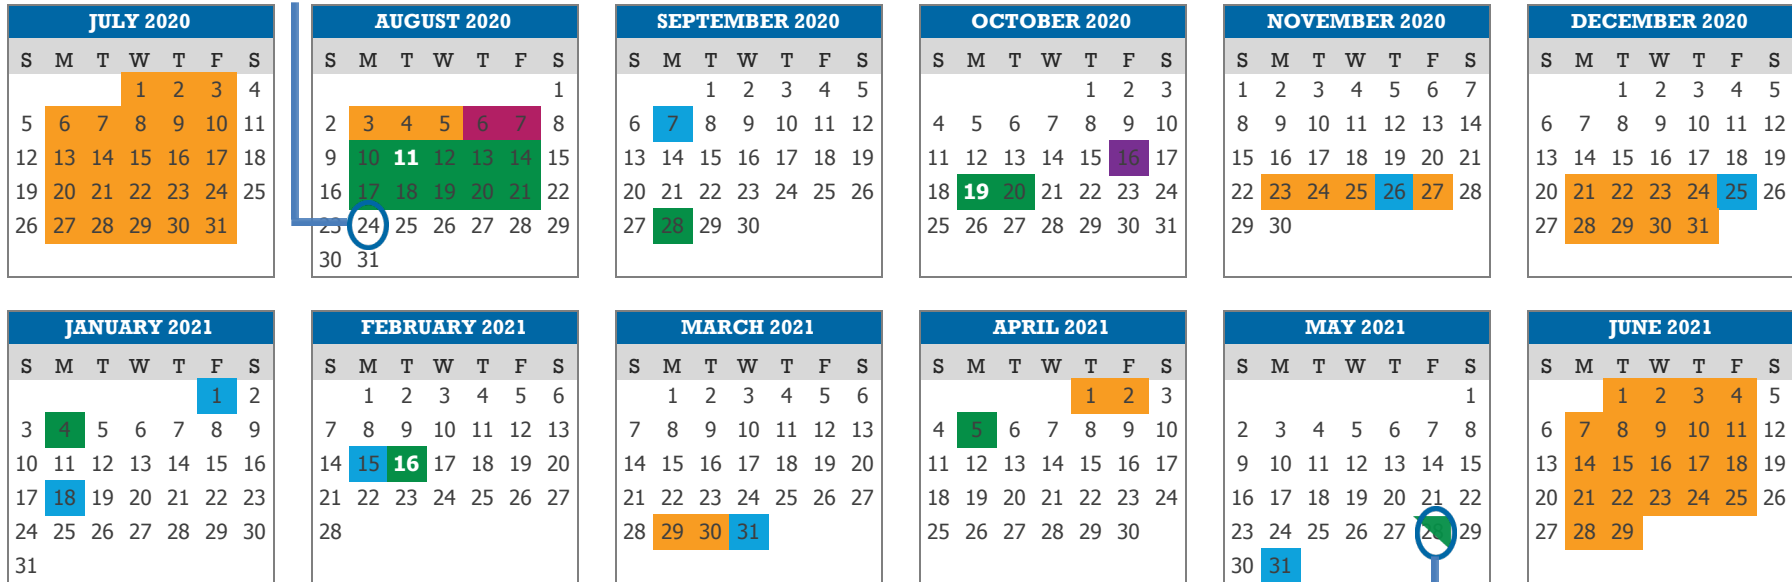 JULY 2020 AUGUST 2020 SEPTEMBER 2020 OCTOBER 2020 NOVEMBER 2020 DECEMBER 2020
S M T W T F S S M T W T F S S M T W T F S S M T W T F S S M T W T F S S M T W T F S
1 2 3 4 1 1 2 3 4 5 1 2 3 1 2 3 4 5 6 7 1 2 3 4 5
5 6 7 8 9 10 11 2 3 4 5 6 7 8 6 7 8 9 10 11 12 4 5 6 7 8 9 10 8 9 10 11 12 13 14 6 7 8 9 10 11 12
12 13 14 15 16 17 18 9 10 11 12 13 14 15 13 14 15 16 17 18 19 11 12 13 14 15 16 17 15 16 17 18 19 20 21 13 14 15 16 17 18 19
19 20 21 22 23 24 25 16 17 18 19 20 21 22 20 21 22 23 24 25 26 18 19 20 21 22 23 24 22 23 24 25 26 27 28 20 21 22 23 24 25 26
26 27 28 29 30 31 23 24 25 26 27 28 29 27 28 29 30 25 26 27 28 29 30 31 29 30 27 28 29 30 31
30 31
JANUARY 2021 FEBRUARY 2021 MARCH 2021 APRIL 2021 MAY 2021 JUNE 2021
S M T W T F S S M T W T F S S M T W T F S S M T W T F S S M T W T F S S M T W T F S
1 2 1 2 3 4 5 6 1 2 3 4 5 6 1 2 3 1 1 2 3 4 5
3 4 5 6 7 8 9 7 8 9 10 11 12 13 7 8 9 10 11 12 13 4 5 6 7 8 9 10 2 3 4 5 6 7 8 6 7 8 9 10 11 12
10 11 12 13 14 15 16 14 15 16 17 18 19 20 14 15 16 17 18 19 20 11 12 13 14 15 16 17 9 10 11 12 13 14 15 13 14 15 16 17 18 19
17 18 19 20 21 22 23 21 22 23 24 25 26 27 21 22 23 24 25 26 27 18 19 20 21 22 23 24 16 17 18 19 20 21 22 20 21 22 23 24 25 26
24 25 26 27 28 29 30 28 28 29 30 31 25 26 27 28 29 30 23 24 25 26 27 28 29 27 28 29
31 30 31